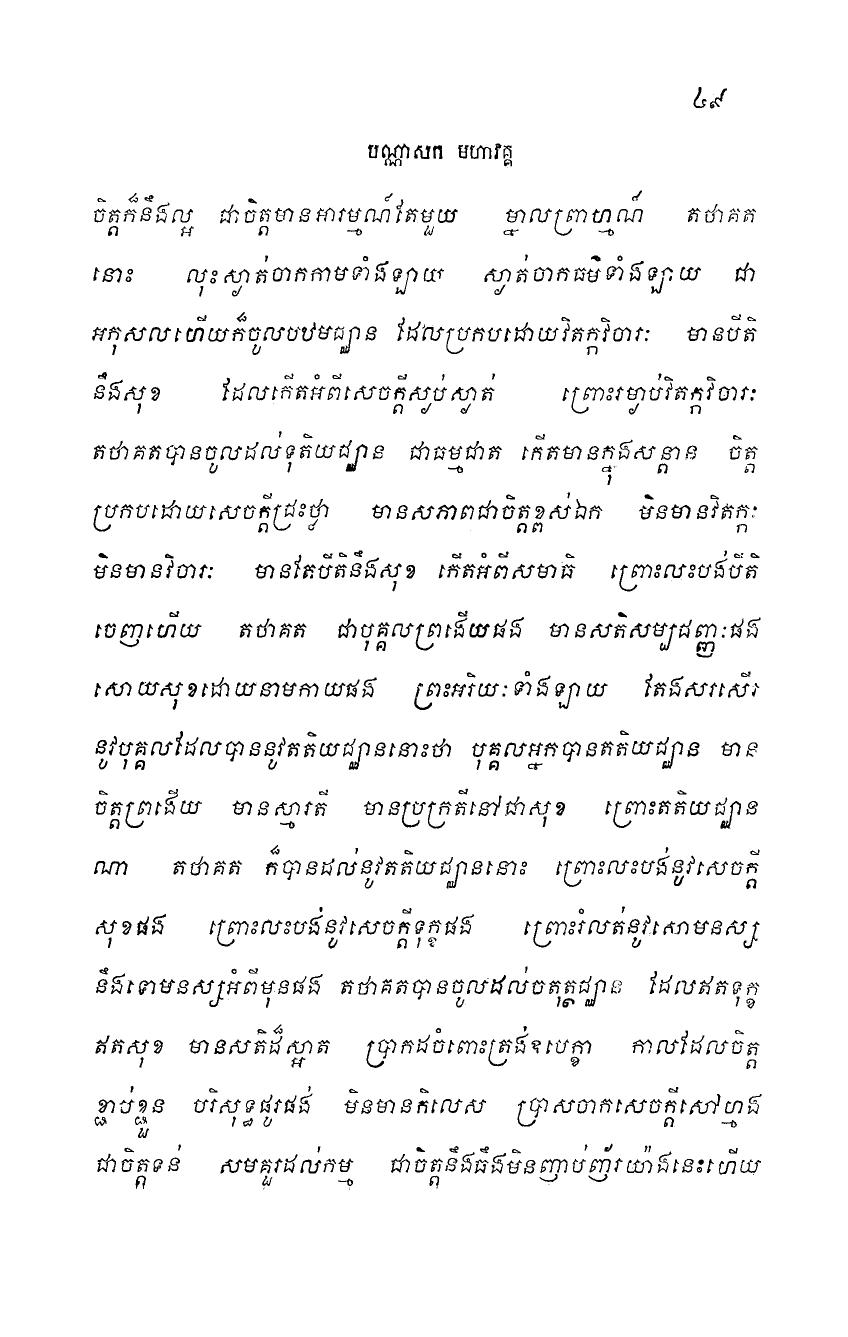 ៤៩
បណ្ណាសក មហាវគ្គ
ចិត្តក៏នឹងល្អ ជាចិត្តមានអារម្មណ៍តែមួយ ម្នាលព្រាហ្មណ៍ តថាគត
នោះ លុះស្ងាត់ចាកកាមទាំងឡាយ ស្ងាត់ចាកធម៌ទាំងឡាយ ជា
អកុសលហើយក៏ចូលបឋមជ្ឈាន ដែលប្រកបដោយវិតក្កវិចារៈ មានបីតិ
នឹងសុខ ដែលកើតអំពីសេចក្តីស្ងប់ស្ងាត់ ព្រោះរម្ងាប់វិតក្កវិចារៈ
តថាគតបានចូលដល់ទុតិយជ្ឈាន ជាធម្មជាត កើតមានក្នុងសន្តាន ចិត្ត
ប្រកបដោយសេចក្តីជ្រះថ្លា មានសភាពជាចិត្តខ្ពស់ឯក មិនមានវិតក្កៈ
មិនមានវិចារៈ មានតែបីតិនឹងសុខ កើតអំពីសមាធិ ព្រោះលះបង់បីតិ
ចេញហើយ តថាគត ជាបុគ្គលព្រងើយផង មានសតិសម្បជញ្ញៈផង
សោយសុខដោយនាមកាយផង ព្រះអរិយៈទាំងឡាយ តែងសរសើរ
នូវបុគ្គលដែលបាននូវតតិយជ្ឈាននោះថា បុគ្គលអ្នកបានតតិយជ្ឈាន មាន
ចិត្តព្រងើយ មានស្មារតី មានប្រក្រតីនៅជាសុខ ព្រោះតតិយជ្ឈាន
ណា តថាគត ក៏បានដល់នូវតតិយជ្ឈាននោះ ព្រោះលះបង់នូវសេចក្តី
សុខផង ព្រោះលះបង់នូវសេចក្តីទុក្ខផង ព្រោះរំលត់នូវសោមនស្ស
នឹងទោមនស្សអំពីមុនផង តថាគតបានចូលដល់ចតុត្ថជ្ឈាន ដែលឥតទុក្ខ
ឥតសុខ មានសតិដ៏ស្អាត ប្រាកដចំពោះត្រង់ឧបេក្ខា កាលដែលចិត្ត
ខ្ជាប់ខ្ជួន បរិសុទ្ធផូរផង់ មិនមានកិលេស ប្រាសចាកសេចក្តីសៅហ្មង
ជាចិត្តទន់ សមគួរដល់កម្ម ជាចិត្តនឹងធឹងមិនញាប់ញ័រយ៉ាងនេះហើយ